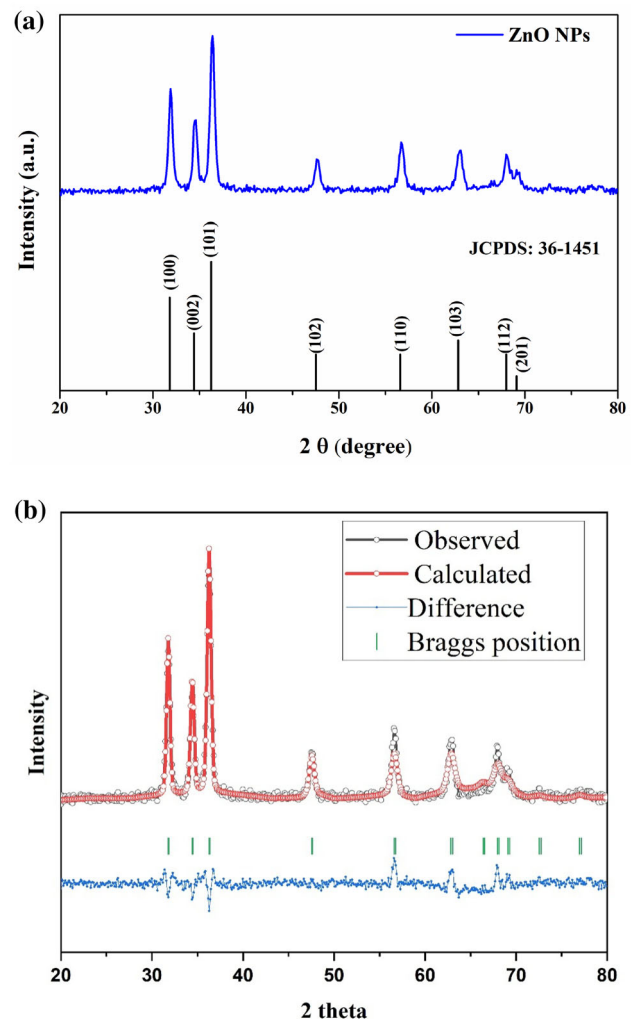 (a)
ZnO NPs
Intensity (a.u.)
JCPDS: 36-1451
(100)
(002)
(101)
(102)
(110)
(103)
(112)
(201)
20 30 40 50 60 70 80
2 θ (degree)
(b)
Observed
Calculated
Difference
Braggs position
Intensity
20 30 40 50 60 70 80
2 theta